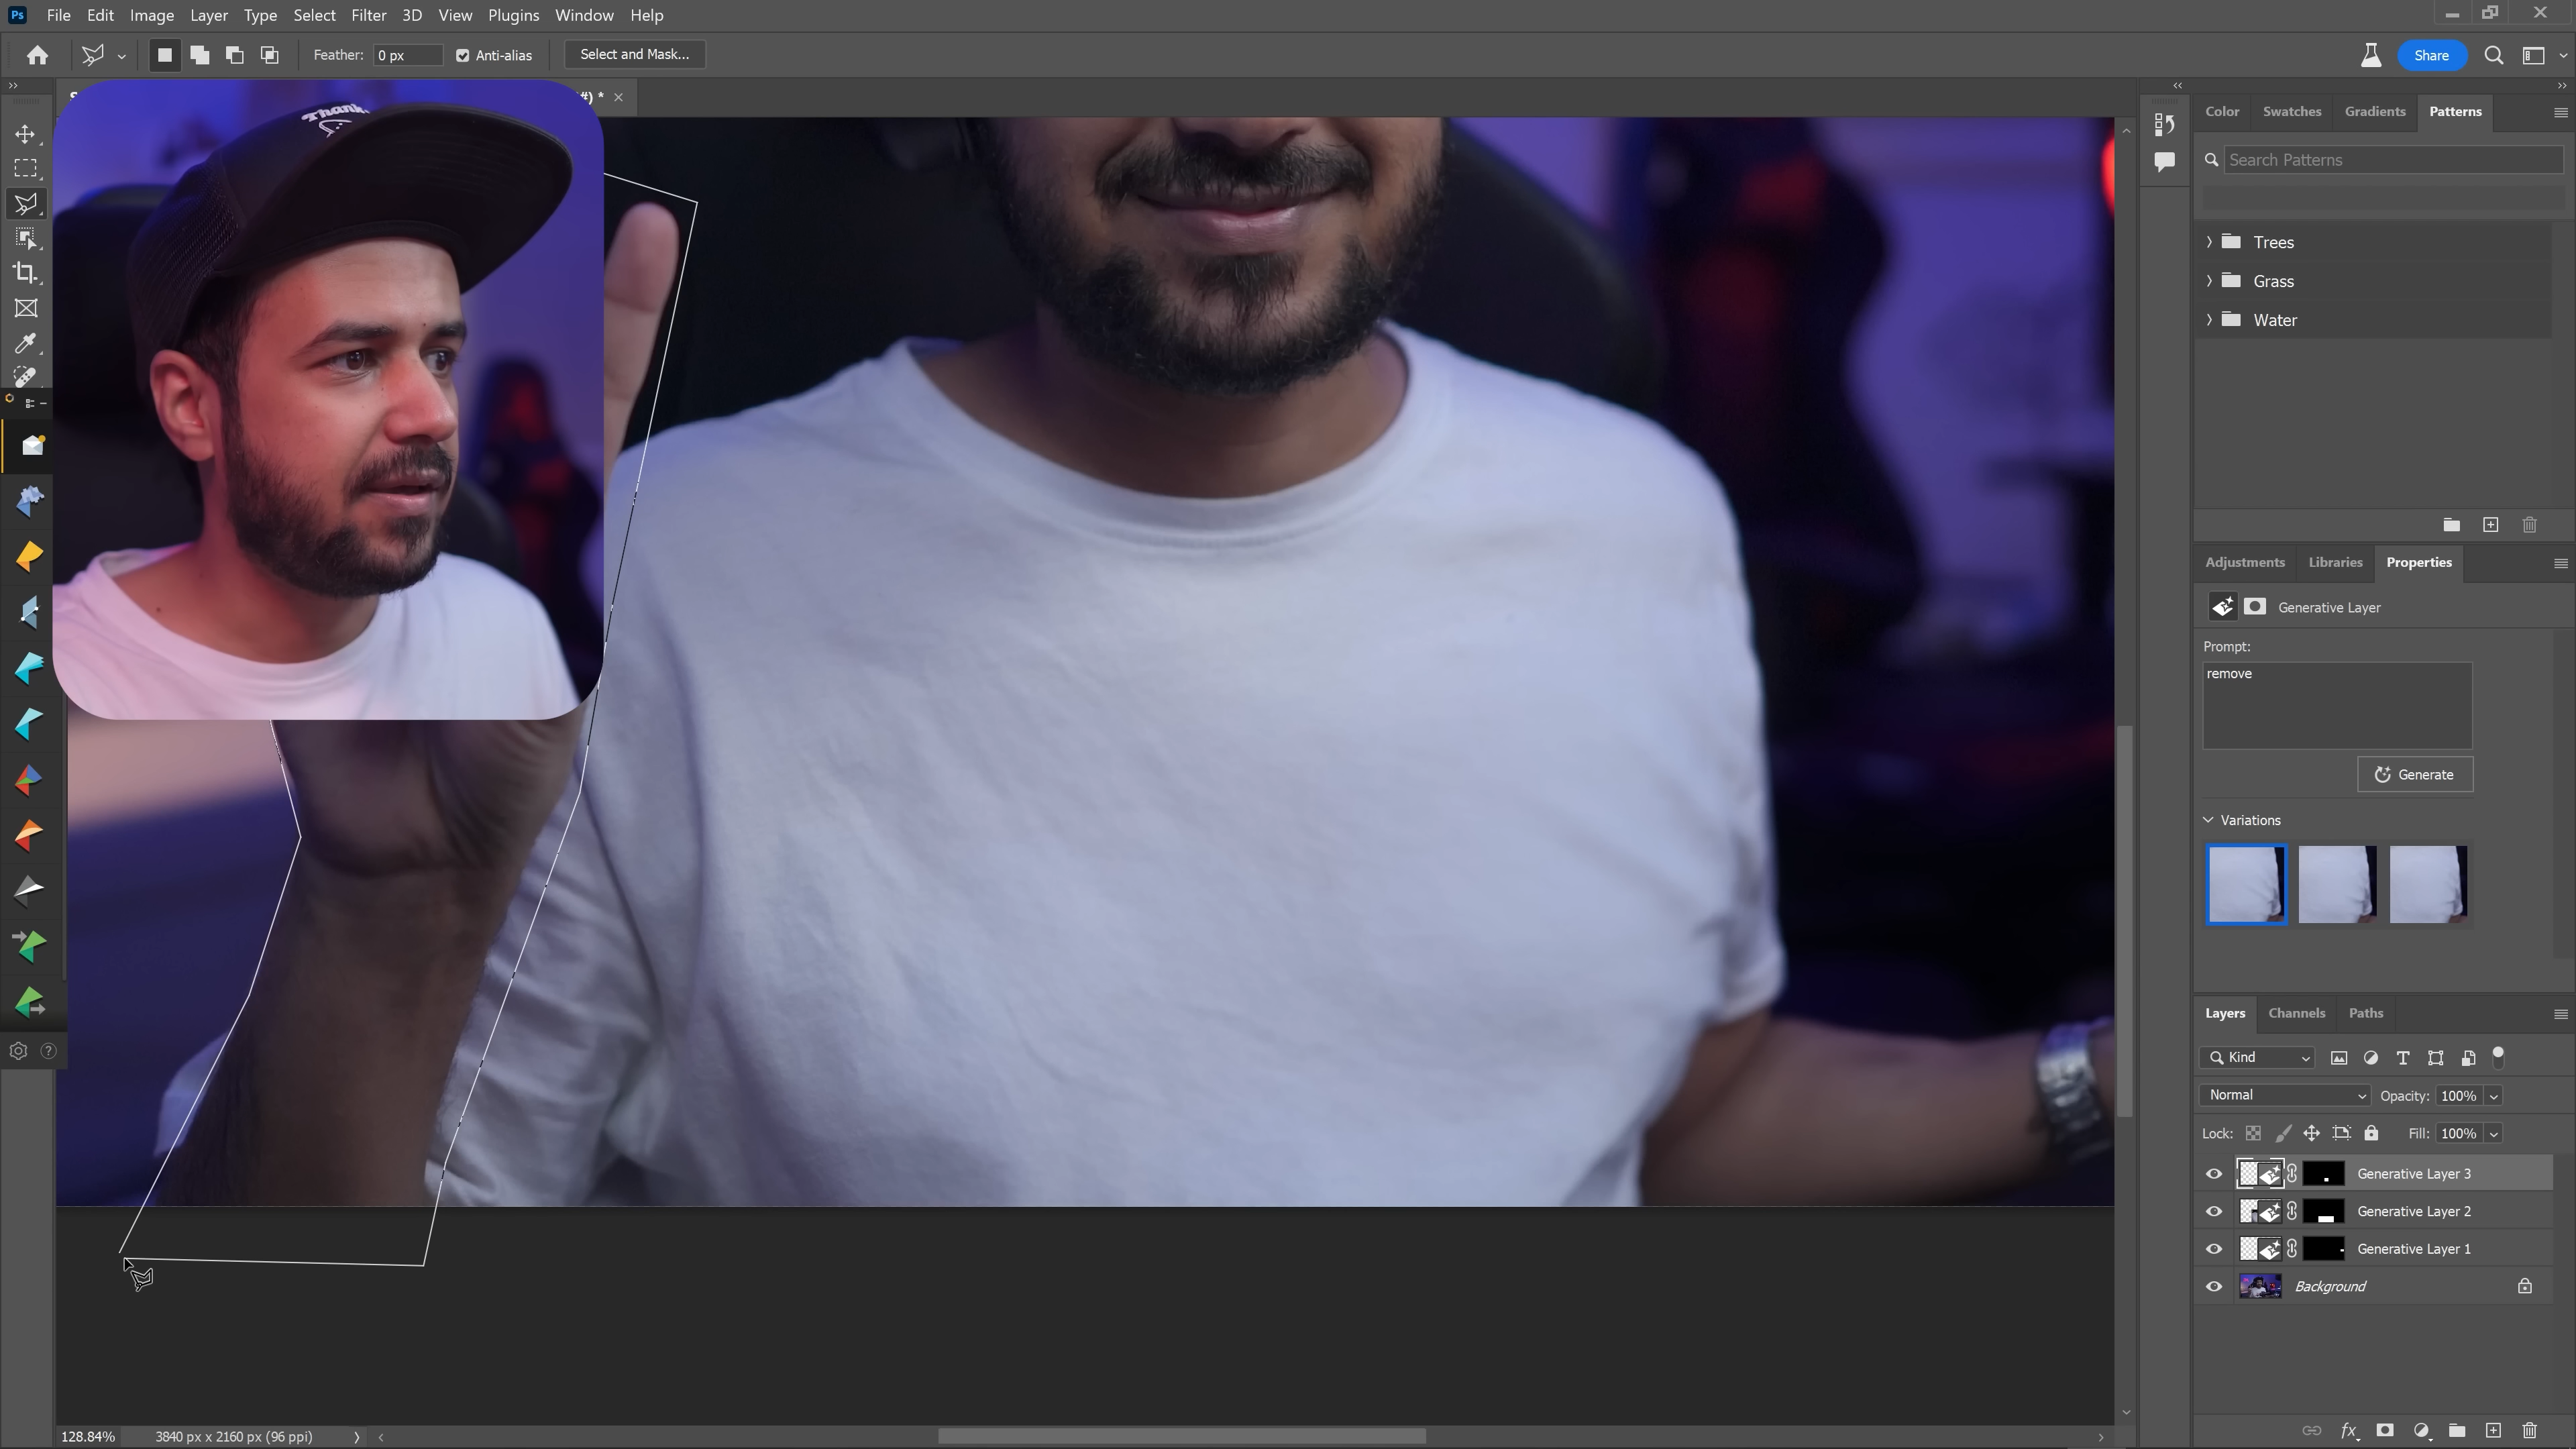 Ps File Edit Image Layer Type Select Filter 3D View Plugins Window Help
Feather: 0 px Anti-alias Select and Mask... Share
#) * ×
Thank
Color Swatches Gradients Patterns
Search Patterns
Trees
Grass
Water
Adjustments Libraries Properties
Generative Layer
Prompt:
remove
Generate
Variations
Layers Channels Paths
Kind
Normal Opacity: 100%
Lock: Fill: 100%
Generative Layer 3
Generative Layer 2
Generative Layer 1
Background
fx
128.84% 3840 px x 2160 px (96 ppi)